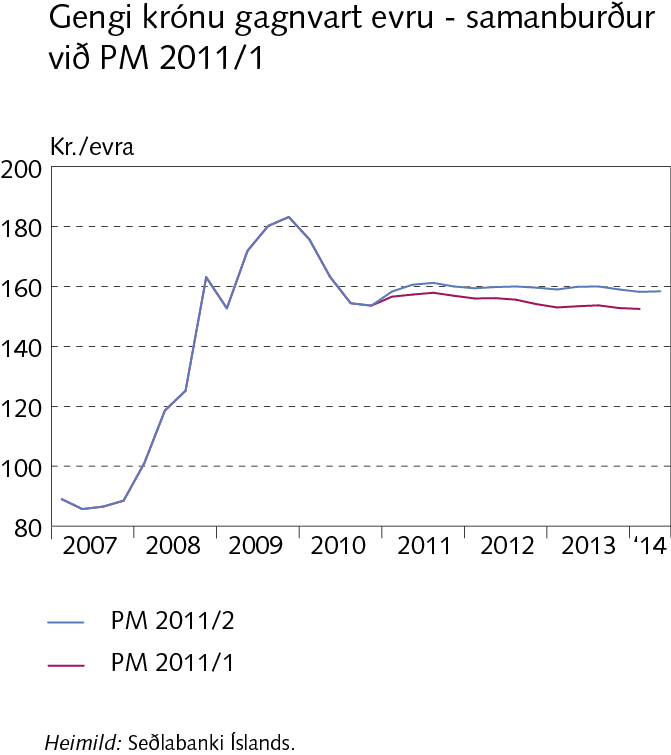 Gengi krónu gagnvart evru - samanburður
við PM 2011/1
Kr./evra
200
180
160
140
120
100
80
2007 2008 2009 2010 2011 2012 2013 ‘14
PM 2011/2
PM 2011/1
Heimild: Seðlabanki Íslands.